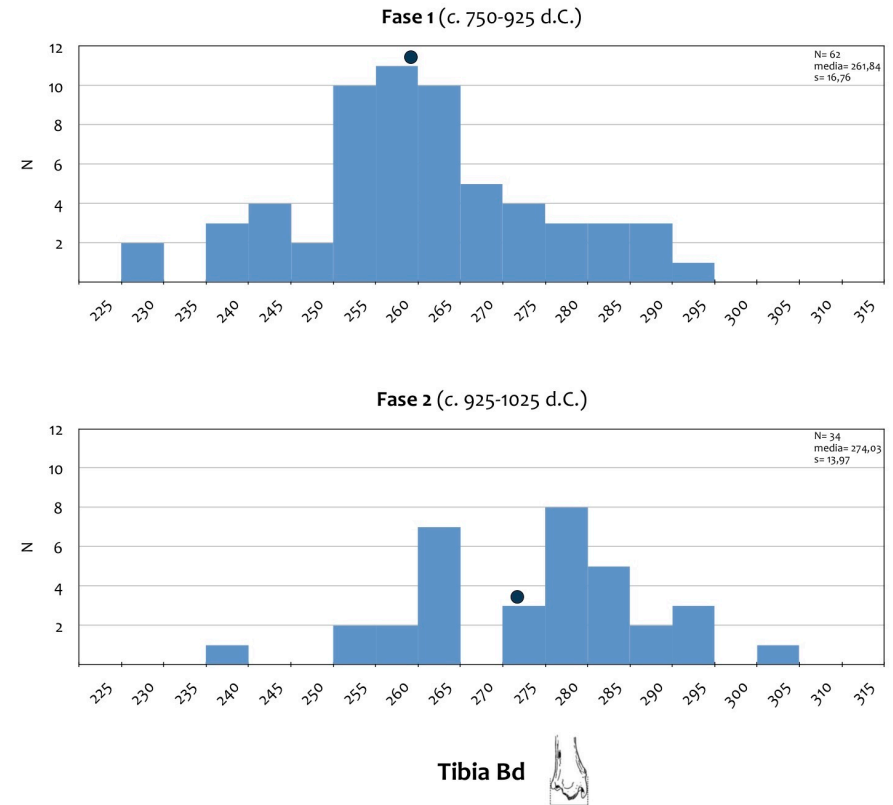 Fase 1 (c. 750-925 d.C.)
N= 62
media= 261,84
s= 16,76
12
10
8
6
4
2
N
225 230 235 240 245 250 255 260 265 270 275 280 285 290 295 300 305 310 315
Fase 2 (c. 925-1025 d.C.)
N= 34
media= 274,03
s= 13,97
12
10
8
6
4
2
N
225 230 235 240 245 250 255 260 265 270 275 280 285 290 295 300 305 310 315
Tibia Bd